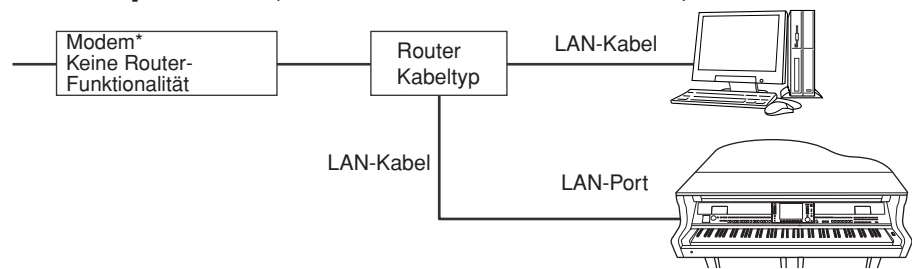 Modem*
Keine Router-
Funktionalität
Router
Kabeltyp
LAN-Kabel
LAN-Kabel
LAN-Port